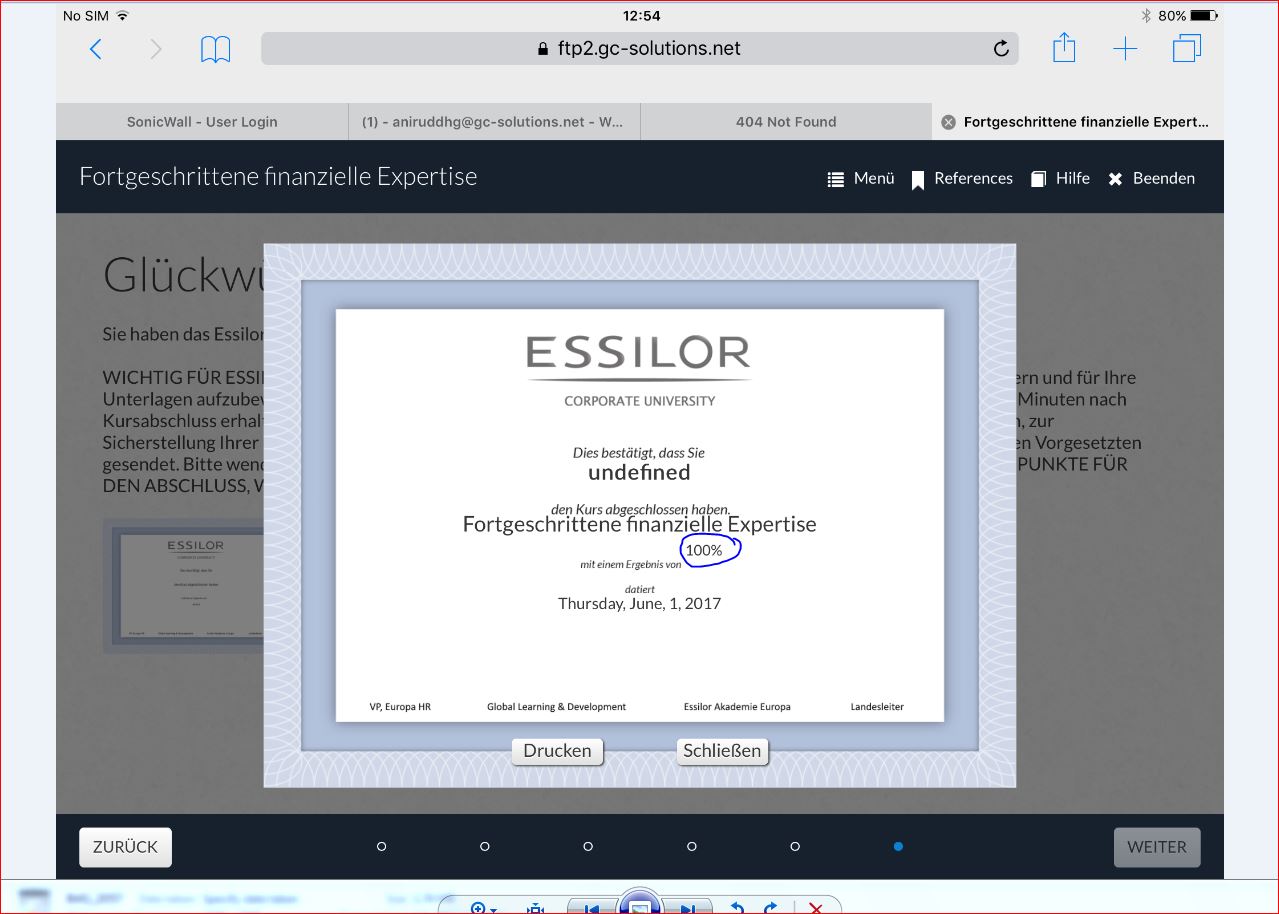 No SIM 12:54 80%
ftp2.gc-solutions.net
SonicWall - User Login (1) - aniruddhg@gc-solutions.net - W... 404 Not Found Fortgeschrittene finanzielle Expert...
Fortgeschrittene finanzielle Expertise Menü References Hilfe Beenden
Glückwü
Sie haben das Essilor
WICHTIG FÜR ESSI ern und für Ihre
Unterlagen aufzubew Minuten nach
Kursabschluss erhal n, zur
Sicherstellung Ihrer en Vorgesetzten
gesendet. Bitte wend PUNKTE FÜR
DEN ABSCHLUSS, W
ESSILOR
CORPORATE UNIVERSITY
Dies bestätigt, dass Sie
undefined
den Kurs abgeschlossen haben.
Fortgeschrittene finanzielle Expertise
100%
mit einem Ergebnis von
datiert
Thursday, June, 1, 2017
VP, Europa HR Global Learning & Development Essilor Akademie Europa Landesleiter
Drucken Schließen
ESSILOR
ZURÜCK WEITER